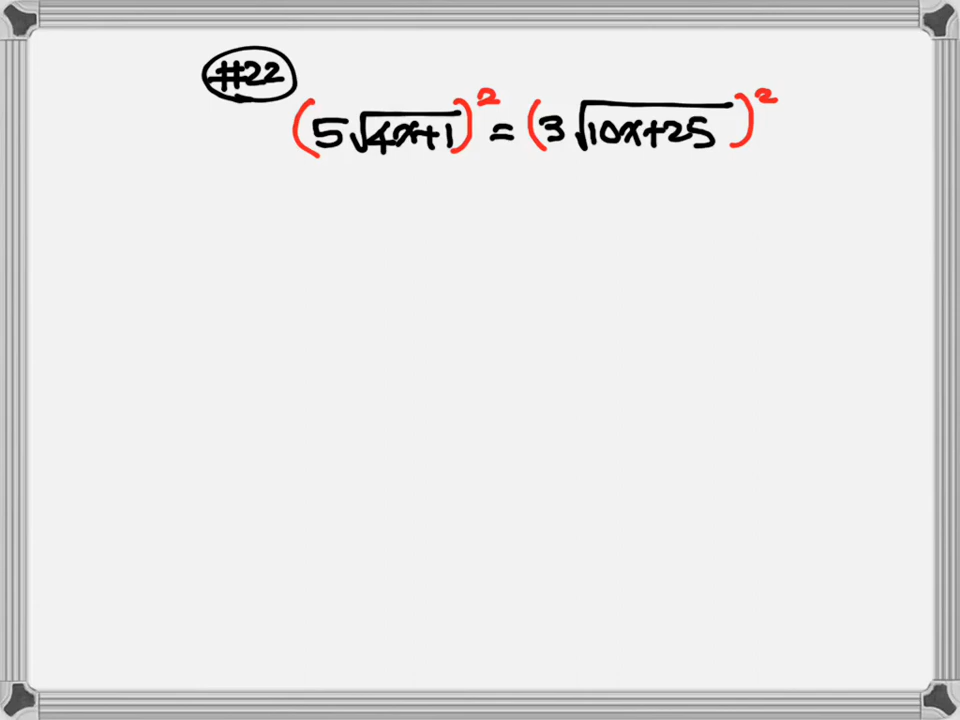 #22
(5√(4x+1))² = (3√(10x+25))²